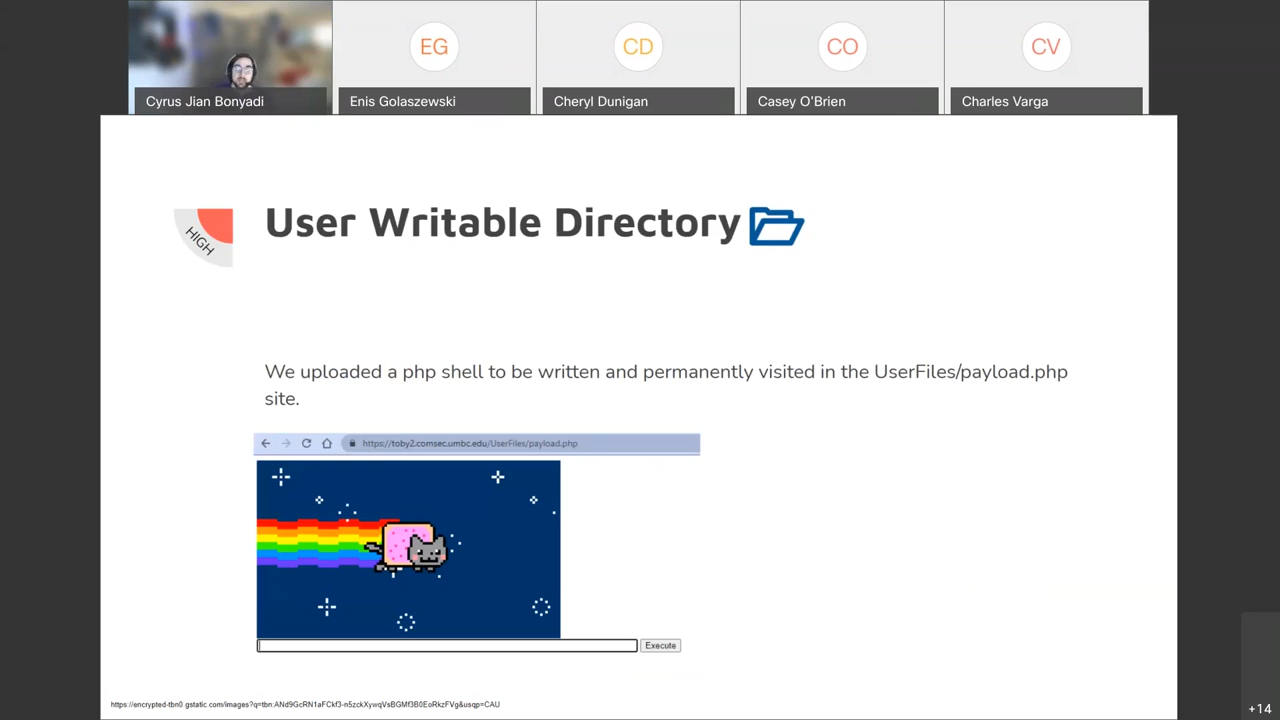 EG
CD
CO
CV
Cyrus Jian Bonyadi
Enis Golaszewski
Cheryl Dunigan
Casey O'Brien
Charles Varga
HIGH
User Writable Directory
We uploaded a php shell to be written and permanently visited in the UserFiles/payload.php
site.
https://toby2.comsec.umbc.edu/UserFiles/payload.php
Execute
https://encrypted-tbn0.gstatic.com/images?q=tbn:ANd9GcRN1aFCkf3-n5zckXywqVsBGMf3B0EoRkzFVg&usqp=CAU
+14